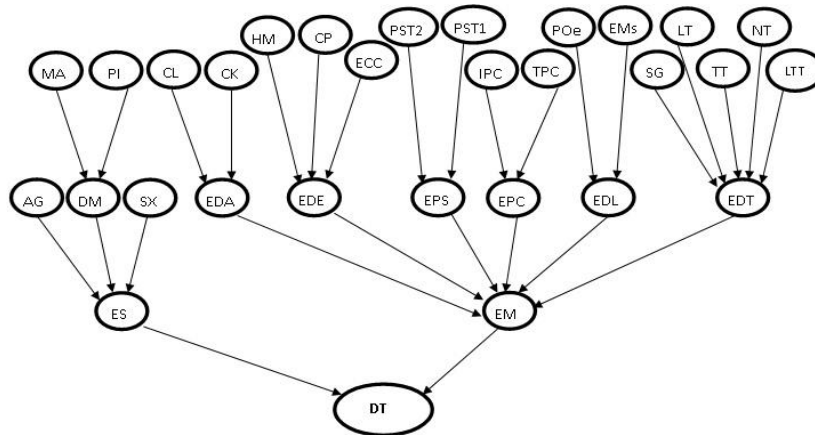 HM CP PST2 PST1 POe EMs LT NT
MA PI CL CK ECC IPC TPC SG TT LTT
AG DM SX EDA EDE EPS EPC EDL EDT
ES EM
DT